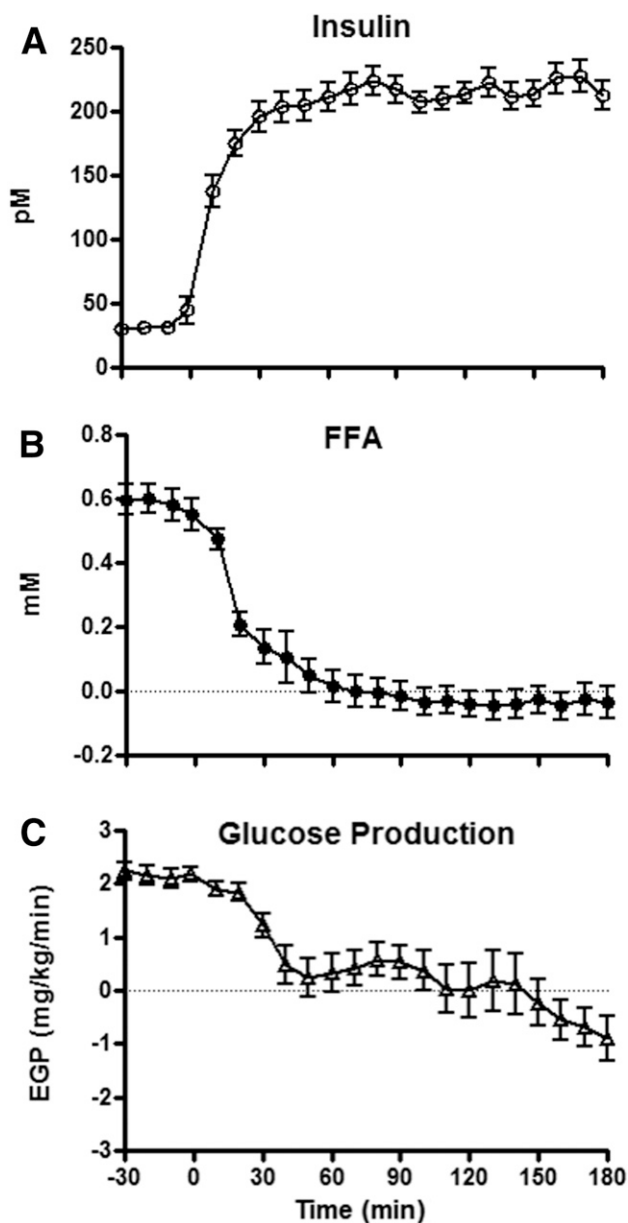 A
Insulin
250
200
150
100
50
0
pM
B
FFA
0.8
0.6
0.4
0.2
0.0
-0.2
mM
C
Glucose Production
3
2
1
0
-1
-2
-3
EGP (mg/kg/min)
-30 0 30 60 90 120 150 180
Time (min)